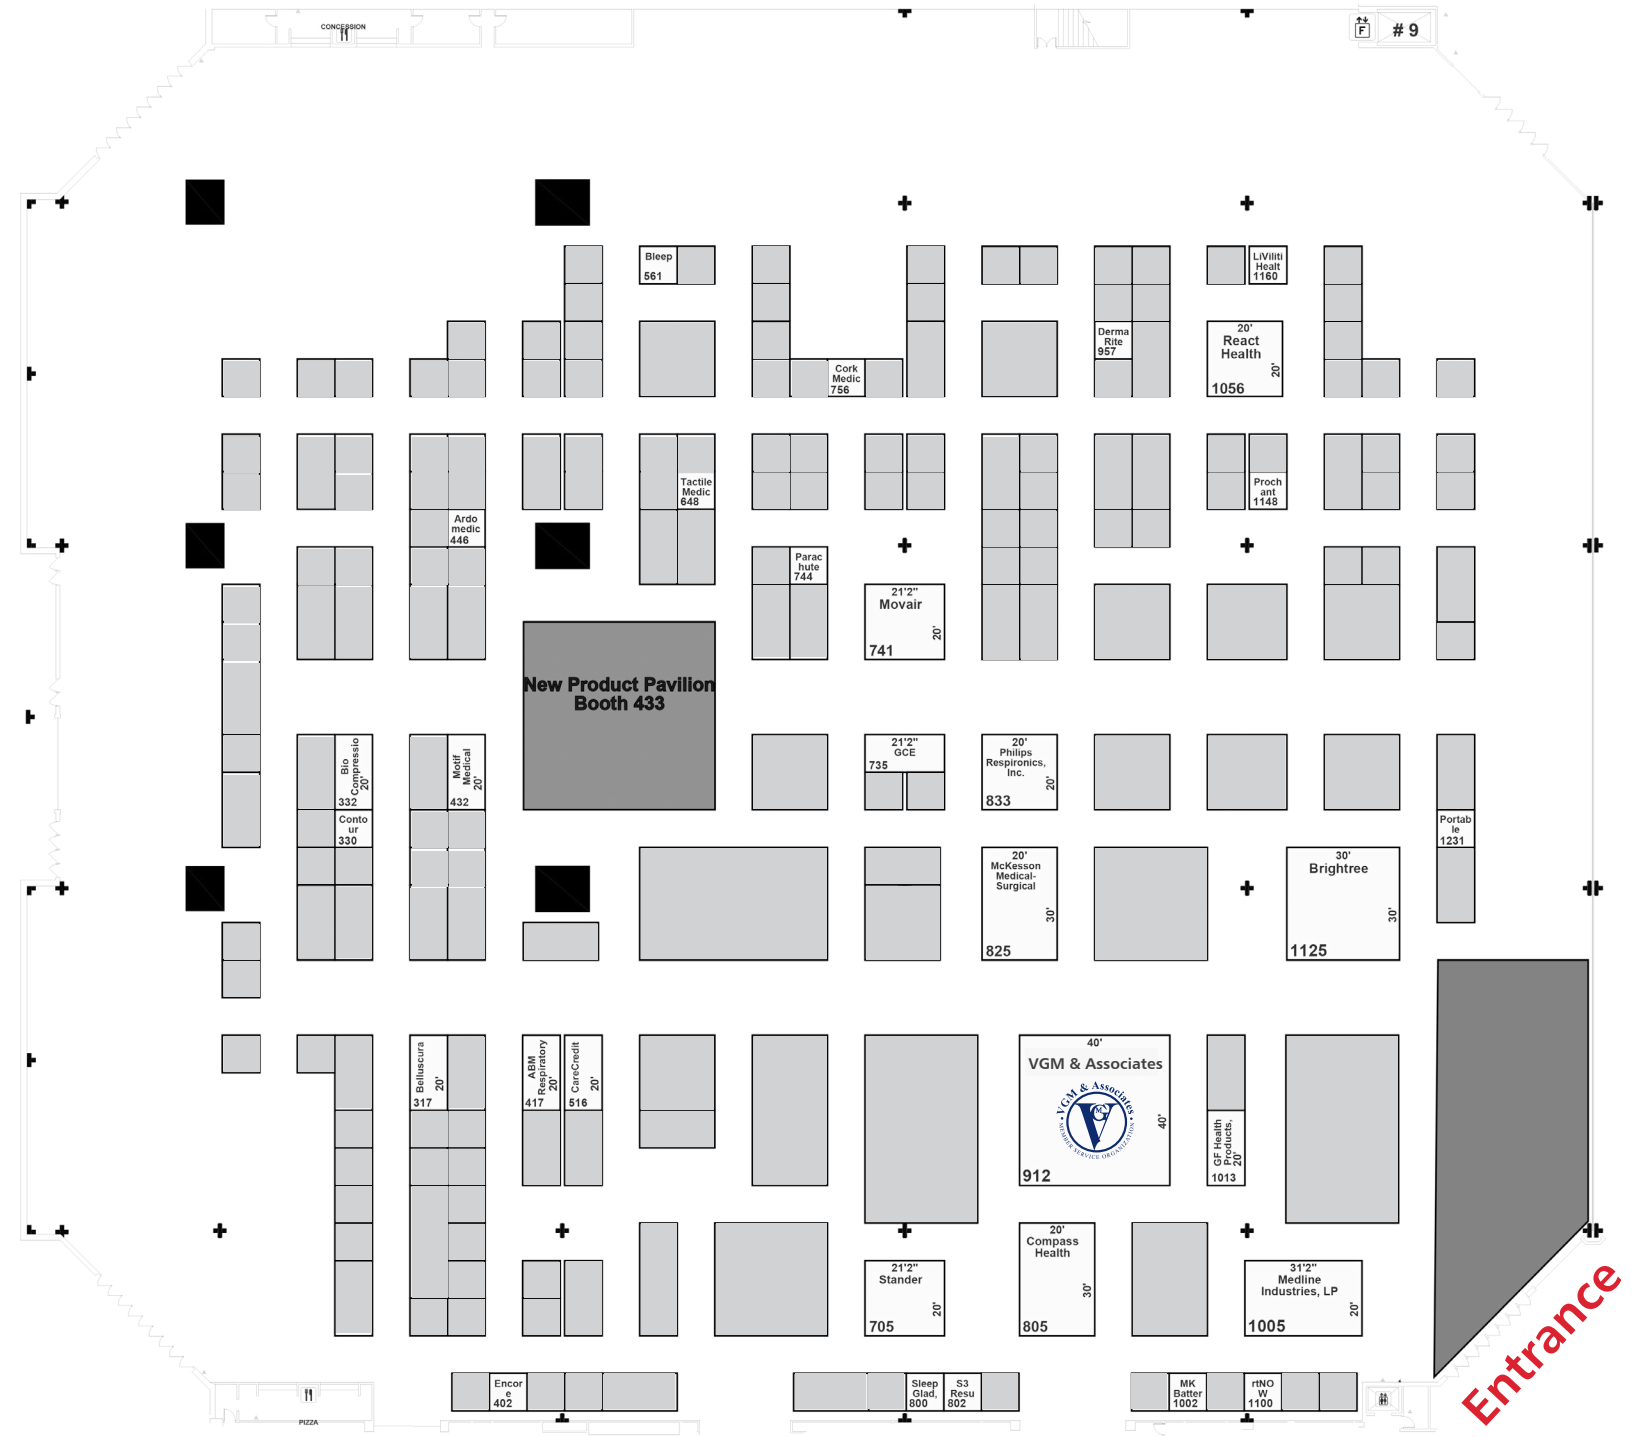 CONCESSION
F
# 9
Bleep
561
LiViliti
Healt
1160
Derma
Rite
957
20'
React
Health
20'
1056
Cork
Medic
756
Tactile
Medic
648
Proch
ant
1148
Ardo
medic
446
Parac
hute
744
21'2"
Movair
20'
741
New Product Pavilion
Booth 433
Bio
Compressio
20'
332
Motif
Medical
20'
432
21'2"
GCE
735
20'
Philips
Respironics,
Inc.
20'
833
Conto
ur
330
Portab
le
1231
20'
McKesson
Medical-
Surgical
30'
825
30'
Brightree
30'
1125
Belluscura
20'
317
ABM
Respiratory
20'
417
CareCredit
20'
516
40'
VGM & Associates
VGM & Associates
VGM
MEMBER SERVICE ORGANIZATION
40'
912
GF Health
Products,
20'
1013
20'
Compass
Health
30'
805
21'2"
Stander
20'
705
31'2"
Medline
Industries, LP
20'
1005
Entrance
Encor
e
402
Sleep
Glad,
800
S3
Resu
802
MK
Batter
1002
rtNO
W
1100
PIZZA